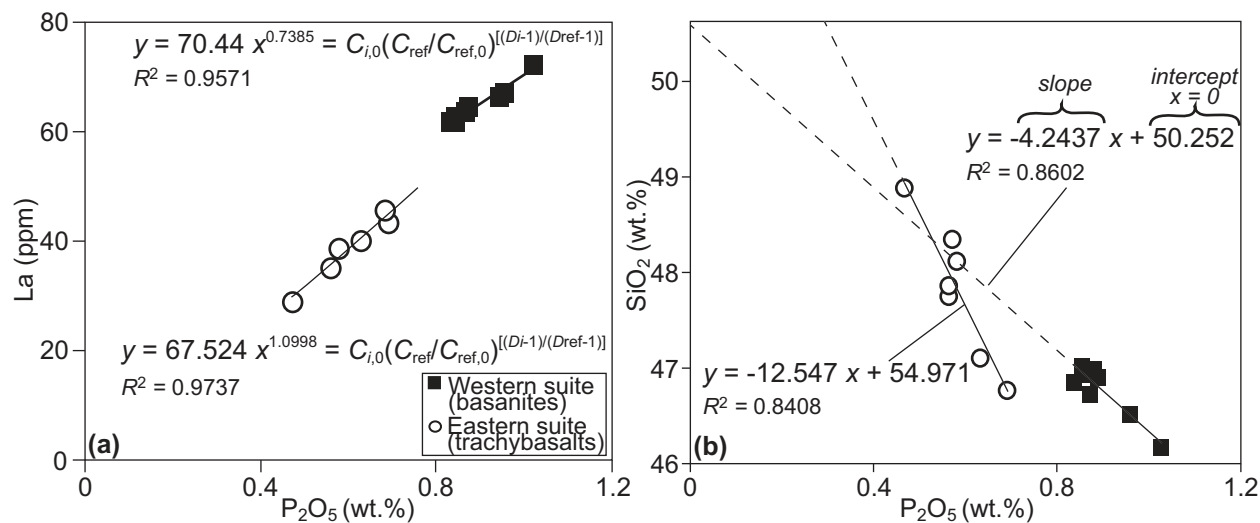 80
60
40
20
0
La (ppm)
y = 70.44 x^0.7385 = C_i,0(C_ref/C_ref,0)^[(Di-1)/(Dref-1)]
R² = 0.9571
y = 67.524 x^1.0998 = C_i,0(C_ref/C_ref,0)^[(Di-1)/(Dref-1)]
R² = 0.9737
Western suite
(basanites)
Eastern suite
(trachybasalts)
(a)
0 0.4 0.8 1.2
P₂O₅ (wt.%)
50
49
48
47
46
SiO₂ (wt.%)
slope
intercept
x = 0
y = -4.2437 x + 50.252
R² = 0.8602
y = -12.547 x + 54.971
R² = 0.8408
(b)
0 0.4 0.8 1.2
P₂O₅ (wt.%)